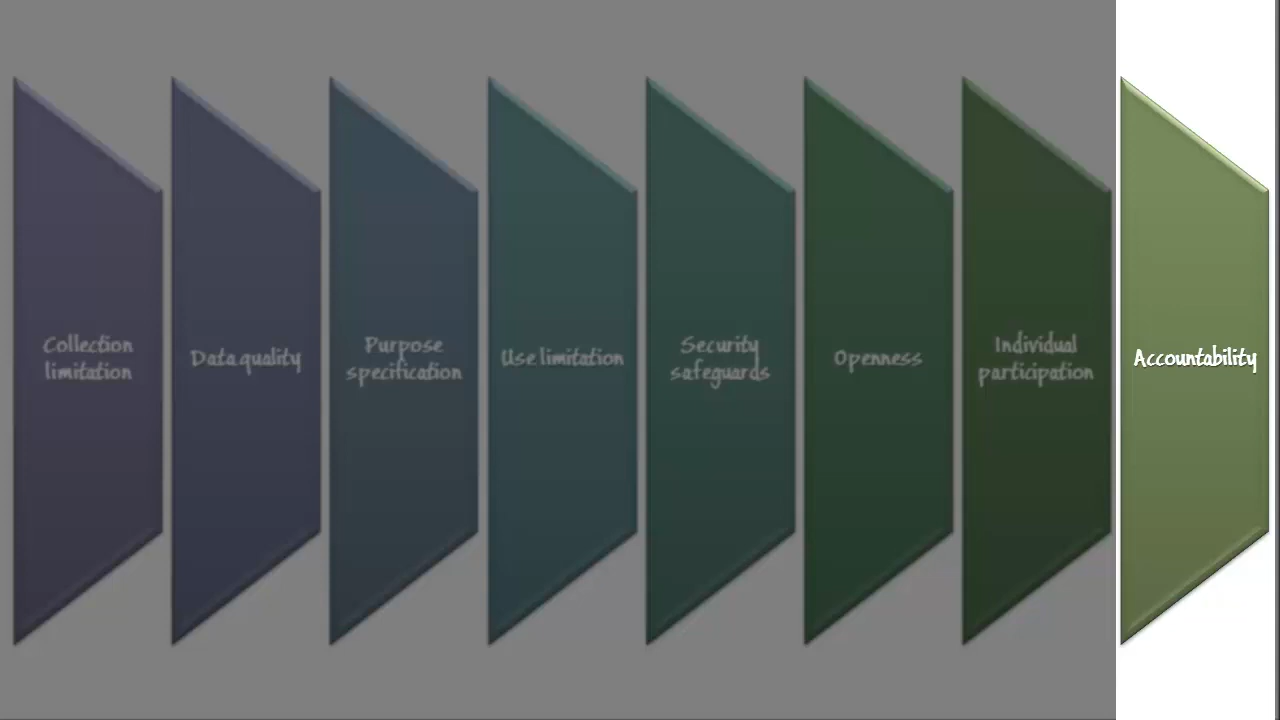 Collection
limitation
Data quality
Purpose
specification
Use limitation
Security
safeguards
Openness
Individual
participation
Accountability